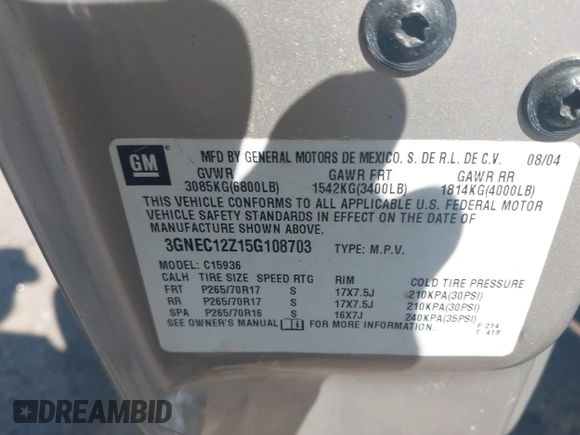 GM
MFD BY GENERAL MOTORS DE MEXICO, S. DE R.L. DE C.V. 08/04
GVWR GAWR FRT GAWR RR
3085KG(6800LB) 1542KG(3400LB) 1814KG(4000LB)
THIS VEHICLE CONFORMS TO ALL APPLICABLE U.S. FEDERAL MOTOR
VEHICLE SAFETY STANDARDS IN EFFECT ON THE DATE OF
MANUFACTURE SHOWN ABOVE.
3GNEC12Z15G108703 TYPE: M.P.V.
MODEL: C15936
CALH TIRE SIZE SPEED RTG RIM COLD TIRE PRESSURE
FRT P265/70R17 S 17X7.5J 210KPA(30PSI)
RR P265/70R17 S 17X7.5J 210KPA(30PSI)
SPA P265/70R16 S 16X7J 240KPA(35PSI)
SEE OWNER'S MANUAL FOR MORE INFORMATION. F 214
T 419
DREAMBID